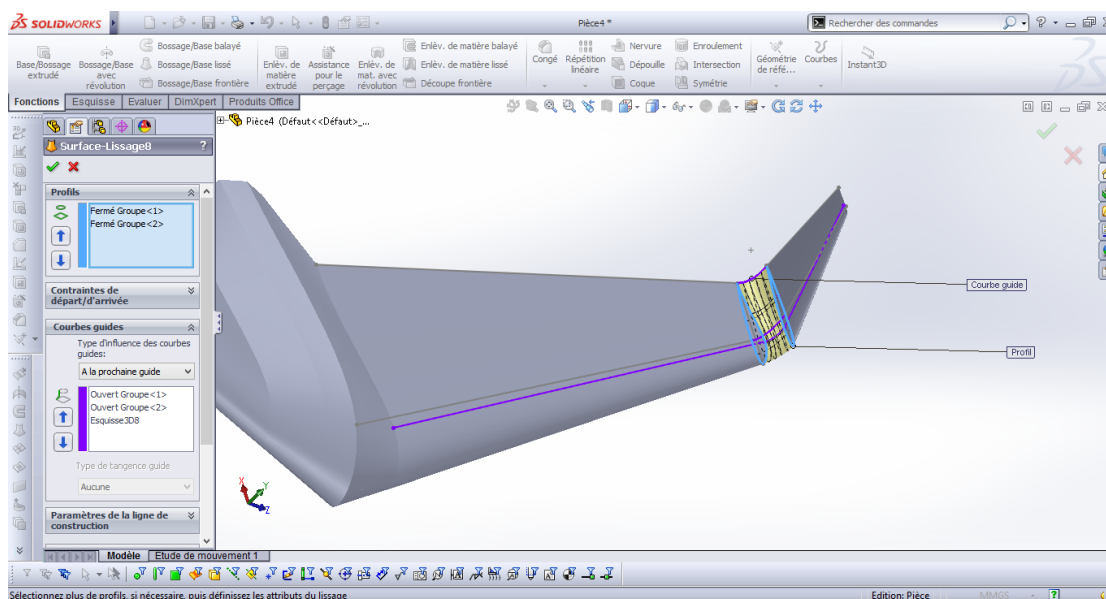 SOLIDWORKS
Pièce4 *
Rechercher des commandes
Base/Bossage extrudé
Bossage/Base avec révolution
Bossage/Base balayé
Bossage/Base lissé
Bossage/Base frontière
Enlèv. de matière extrudé
Assistance pour le perçage
Enlèv. de mat. avec révolution
Enlèv. de matière balayé
Enlèv. de matière lissé
Découpe frontière
Congé
Répétition linéaire
Nervure
Dépouille
Coque
Enroulement
Intersection
Symétrie
Géométrie de réfé...
Courbes
Instant3D
Fonctions
Esquisse
Evaluer
DimXpert
Produits Office
Pièce4 (Défaut<<Défaut>_...
Surface-Lissage8
?
Profils
Fermé Groupe<1>
Fermé Groupe<2>
Contraintes de
départ/d'arrivée
Courbes guides
Type d'influence des courbes
guides:
A la prochaine guide
Ouvert Groupe<1>
Ouvert Groupe<2>
Esquisse3D8
Type de tangence guide
Aucune
Paramètres de la ligne de
construction
Courbe guide
Profil
X
Y
Z
Modèle
Etude de mouvement 1
Sélectionnez plus de profils, si nécessaire, puis définissez les attributs du lissage
Edition: Pièce
MMGS